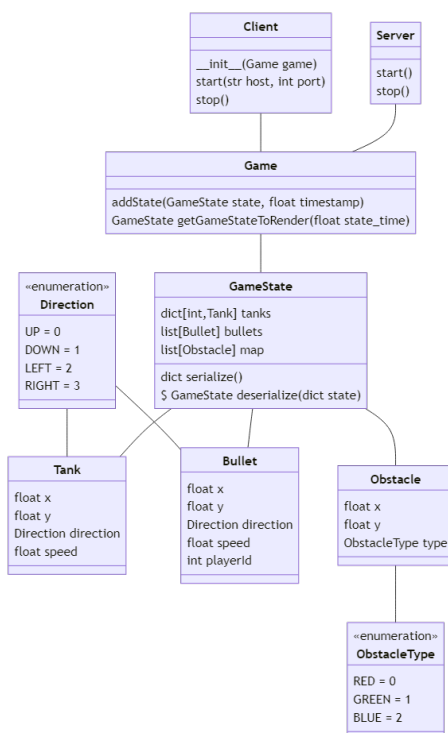 Client
__init__(Game game)
start(str host, int port)
stop()
Server
start()
stop()
Game
addState(GameState state, float timestamp)
GameState getGameStateToRender(float state_time)
«enumeration»
Direction
UP = 0
DOWN = 1
LEFT = 2
RIGHT = 3
GameState
dict[int,Tank] tanks
list[Bullet] bullets
list[Obstacle] map
dict serialize()
$ GameState deserialize(dict state)
Tank
float x
float y
Direction direction
float speed
Bullet
float x
float y
Direction direction
float speed
int playerId
Obstacle
float x
float y
ObstacleType type
«enumeration»
ObstacleType
RED = 0
GREEN = 1
BLUE = 2